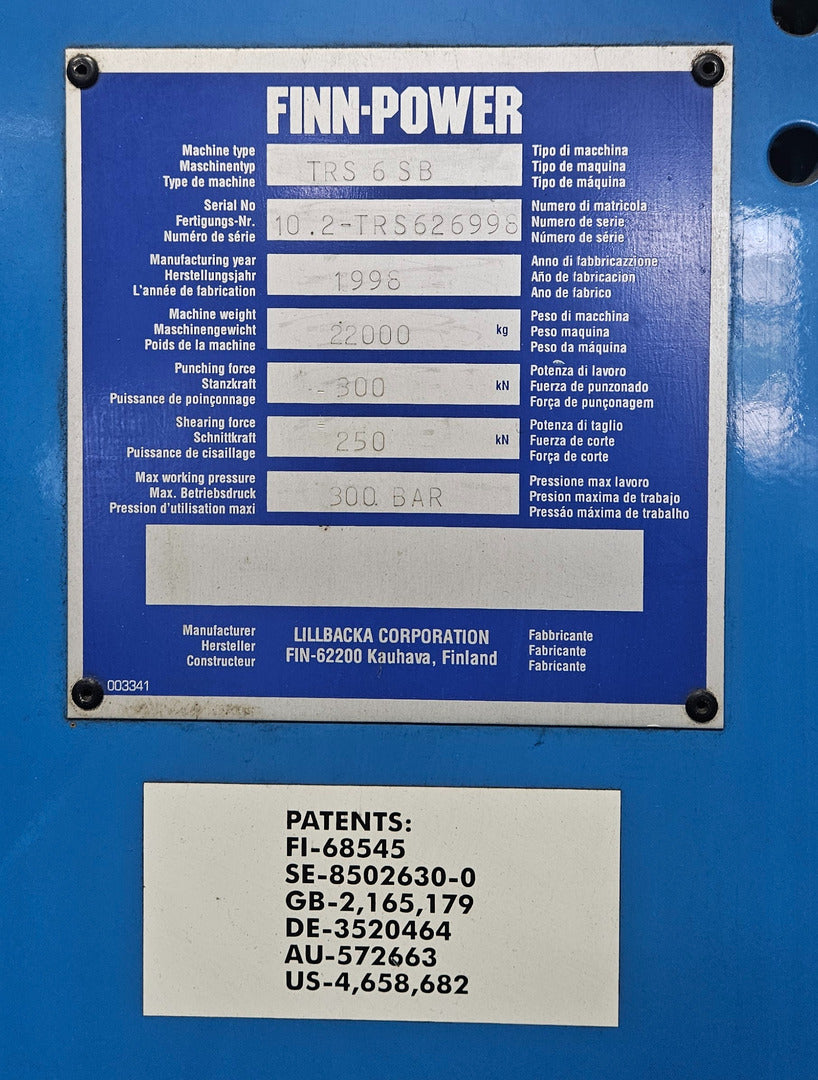 FINN-POWER
Machine type
Maschinentyp
Type de machine
TRS 6 SB
Tipo di macchina
Tipo de maquina
Tipo de máquina
Serial No
Fertigungs-Nr.
Numéro de série
10.2-TRS626998
Numero di matricola
Numero de serie
Número de série
Manufacturing year
Herstellungsjahr
L'année de fabrication
1998
Anno di fabbricazzione
Año de fabricacion
Ano de fabrico
Machine weight
Maschinengewicht
Poids de la machine
22000 kg
Peso di macchina
Peso maquina
Peso da máquina
Punching force
Stanzkraft
Puissance de poinçonnage
300 kN
Potenza di lavoro
Fuerza de punzonado
Força de punçonagem
Shearing force
Schnittkraft
Puissance de cisaillage
250 kN
Potenza di taglio
Fuerza de corte
Força de corte
Max working pressure
Max. Betriebsdruck
Pression d'utilisation maxi
300 BAR
Pressione max lavoro
Presion maxima de trabajo
Pressáo máxima de trabalho
Manufacturer
Hersteller
Constructeur
LILLBACKA CORPORATION
FIN-62200 Kauhava, Finland
Fabbricante
Fabricante
Fabricante
003341
PATENTS:
FI-68545
SE-8502630-0
GB-2,165,179
DE-3520464
AU-572663
US-4,658,682